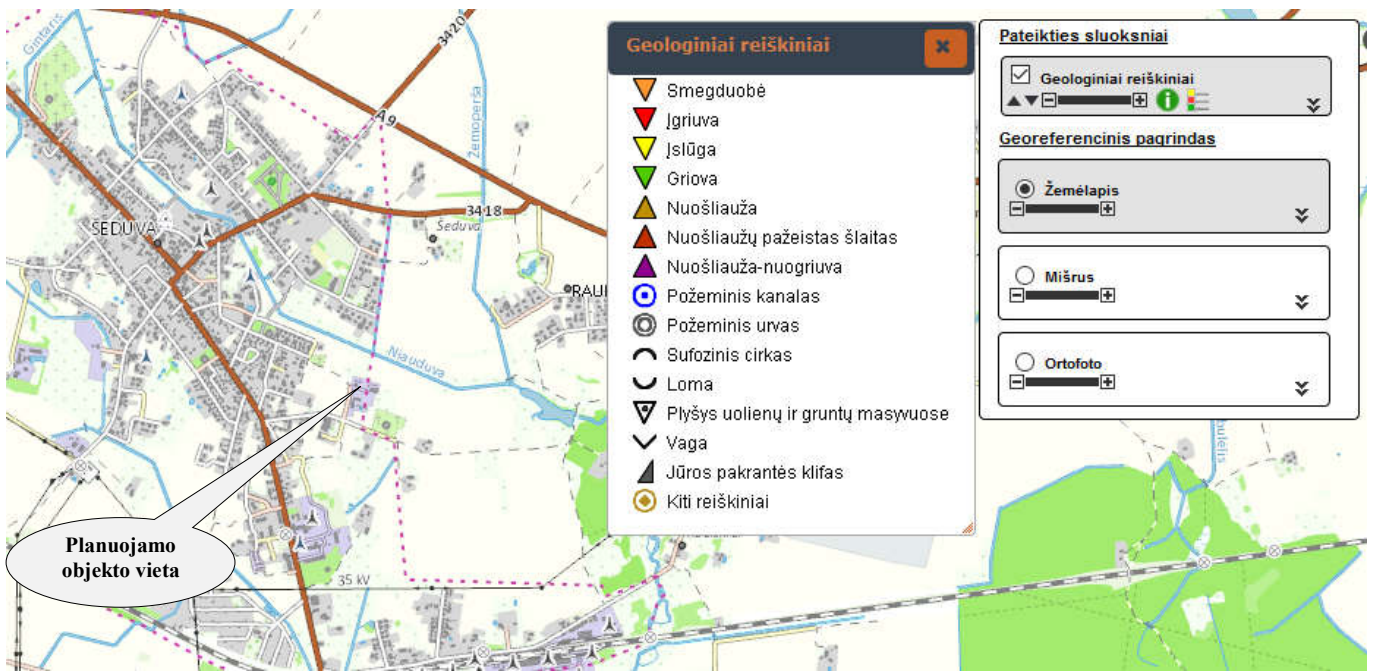 Gintaris
3420
A9
Žemoperša
3418
Šeduva
ŠEDUVA
Niauduva
35 kV
Planuojamo
objekto vieta
Geologiniai reiškiniai
Smegduobė
Įgriuva
Įslūga
Griova
Nuošliauža
Nuošliaužų pažeistas šlaitas
Nuošliauža-nuogriuva
Požeminis kanalas
Požeminis urvas
Sufozinis cirkas
Loma
Plyšys uolienų ir gruntų masyvuose
Vaga
Jūros pakrantės klifas
Kiti reiškiniai
Pateikties sluoksniai
Geologiniai reiškiniai
Georeferencinis pagrindas
Žemėlapis
Mišrus
Ortofoto